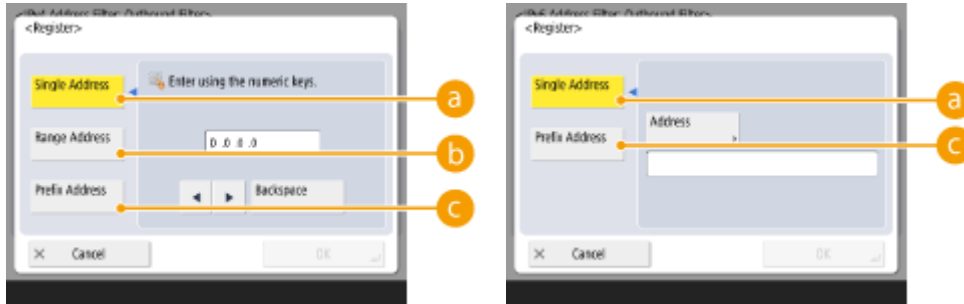 <IPv4 Address Filter: Outbound Filter>
<Register>
Single Address
Enter using the numeric keys.
a
Range Address
0 .0 .0 .0
b
Prefix Address
◀ ▶ Backspace
c
× Cancel
OK
<IPv6 Address Filter: Outbound Filter>
<Register>
Single Address
a
Address
Prefix Address
c
× Cancel
OK